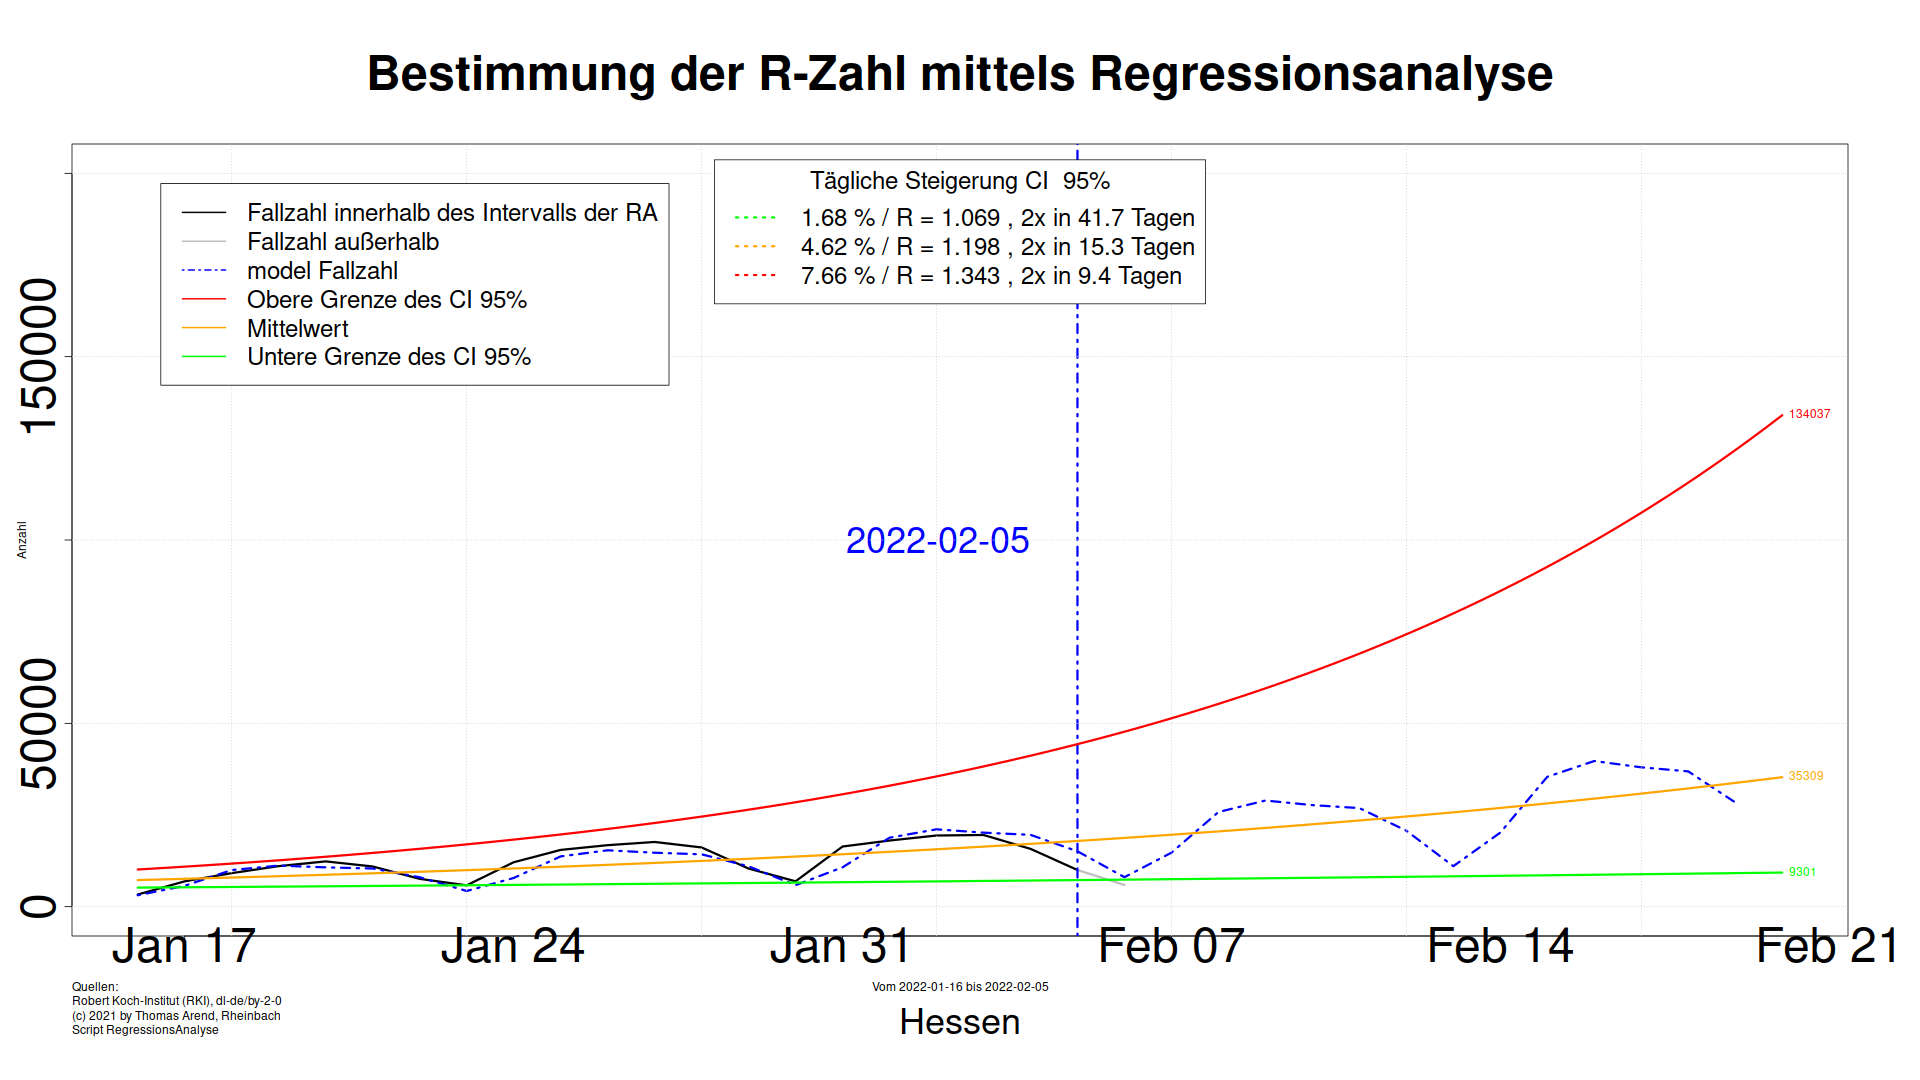 Bestimmung der R-Zahl mittels Regressionsanalyse
Fallzahl innerhalb des Intervalls der RA
Fallzahl außerhalb
model Fallzahl
Obere Grenze des CI 95%
Mittelwert
Untere Grenze des CI 95%
Tägliche Steigerung CI  95%
1.68 % / R = 1.069 , 2x in 41.7 Tagen
4.62 % / R = 1.198 , 2x in 15.3 Tagen
7.66 % / R = 1.343 , 2x in 9.4 Tagen
150000
50000
0
Anzahl
2022-02-05
134037
35309
9301
Jan 17
Jan 24
Jan 31
Feb 07
Feb 14
Feb 21
Quellen:
Robert Koch-Institut (RKI), dl-de/by-2-0
(c) 2021 by Thomas Arend, Rheinbach
Script RegressionsAnalyse
Vom 2022-01-16 bis 2022-02-05
Hessen